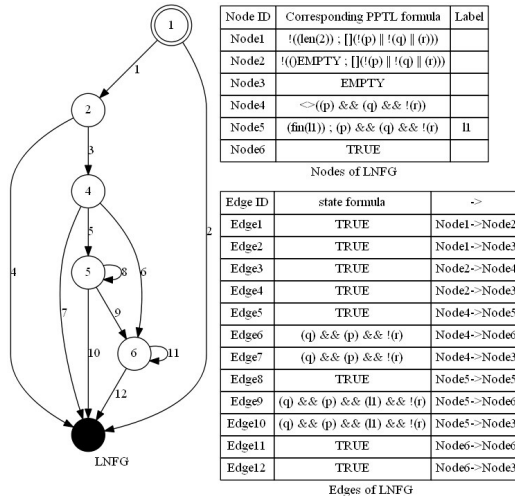 1
1
2
3
4
2
5
6
4
7
5
8
9
10
6
11
12
LNFG
Node ID Corresponding PPTL formula Label
Node1 !((len(2)) ; [](!(p) || !(q) || (r)))
Node2 !(()EMPTY ; [](!(p) || !(q) || (r)))
Node3 EMPTY
Node4 <>((p) && (q) && !(r))
Node5 (fin(l1)) ; (p) && (q) && !(r) l1
Node6 TRUE
Nodes of LNFG
Edge ID state formula ->
Edge1 TRUE Node1->Node2
Edge2 TRUE Node1->Node3
Edge3 TRUE Node2->Node4
Edge4 TRUE Node2->Node3
Edge5 TRUE Node4->Node5
Edge6 (q) && (p) && !(r) Node4->Node6
Edge7 (q) && (p) && !(r) Node4->Node3
Edge8 TRUE Node5->Node5
Edge9 (q) && (p) && (l1) && !(r) Node5->Node6
Edge10 (q) && (p) && (l1) && !(r) Node5->Node3
Edge11 TRUE Node6->Node6
Edge12 TRUE Node6->Node3
Edges of LNFG